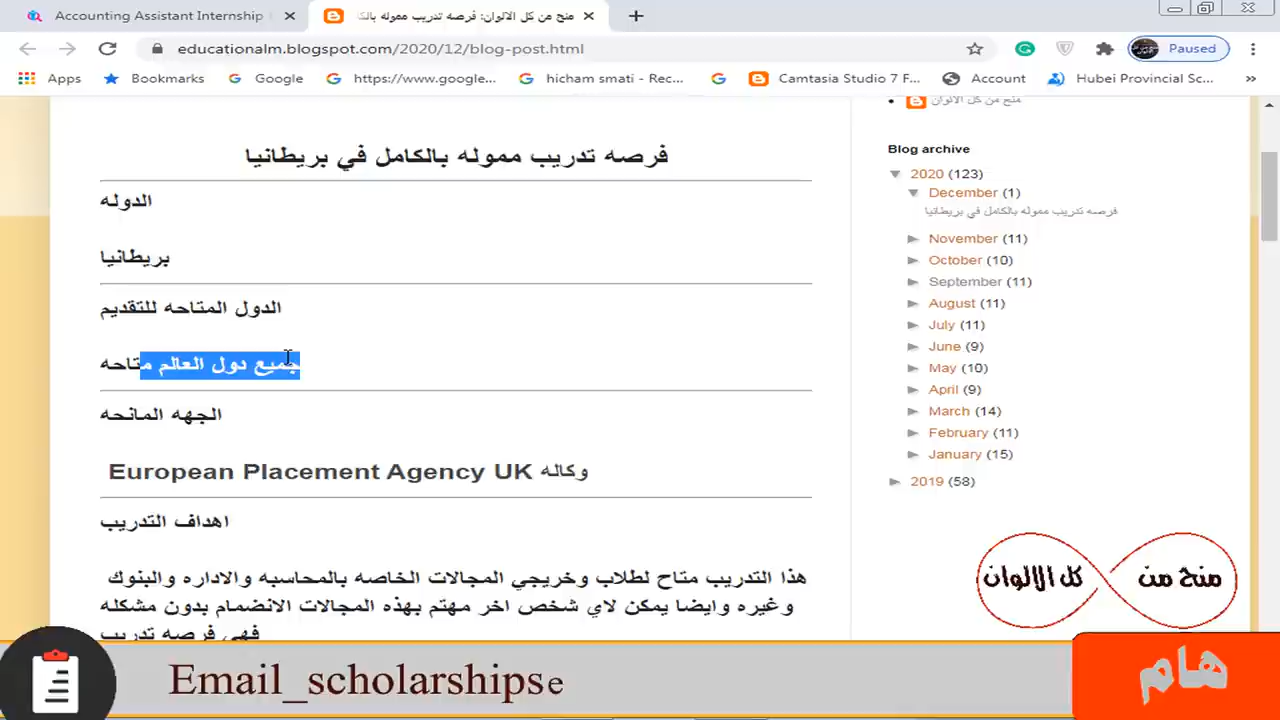 Accounting Assistant Internship
منح من كل الالوان: فرصه تدريب مموله بالكا
educationalm.blogspot.com/2020/12/blog-post.html
Paused
Apps
Bookmarks
Google
https://www.google...
hicham smati - Rec...
Camtasia Studio 7 F...
Account
Hubei Provincial Sc...
»
منح من كل الالوان
فرصه تدريب مموله بالكامل في بريطانيا
الدوله
بريطانيا
الدول المتاحه للتقديم
جميع دول العالم متاحه
الجهه المانحه
وكاله European Placement Agency UK
اهداف التدريب
هذا التدريب متاح لطلاب وخريجي المجالات الخاصه بالمحاسبه والاداره والبنوك
وغيره وايضا يمكن لاي شخص اخر مهتم بهذه المجالات الانضمام بدون مشكله
فهي فرصه تدريب
Blog archive
2020 (123)
December (1)
فرصه تدريب مموله بالكامل في بريطانيا
November (11)
October (10)
September (11)
August (11)
July (11)
June (9)
May (10)
April (9)
March (14)
February (11)
January (15)
2019 (58)
منح من
كل الالوان
Email_scholarshipse
هام